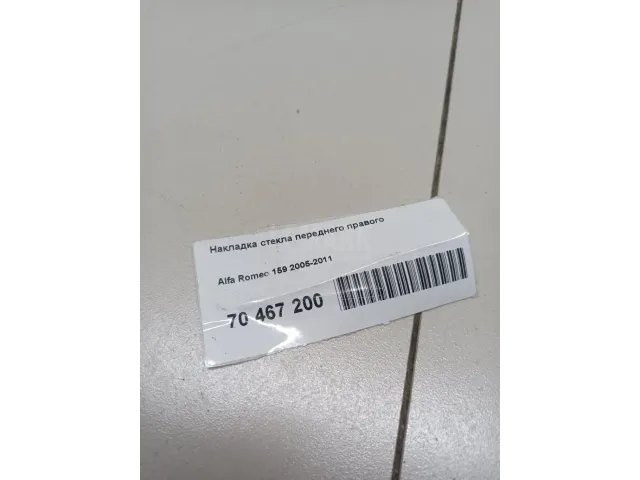 Накладка стекла переднего правого
Alfa Romeo 159 2005-2011
70 467 200